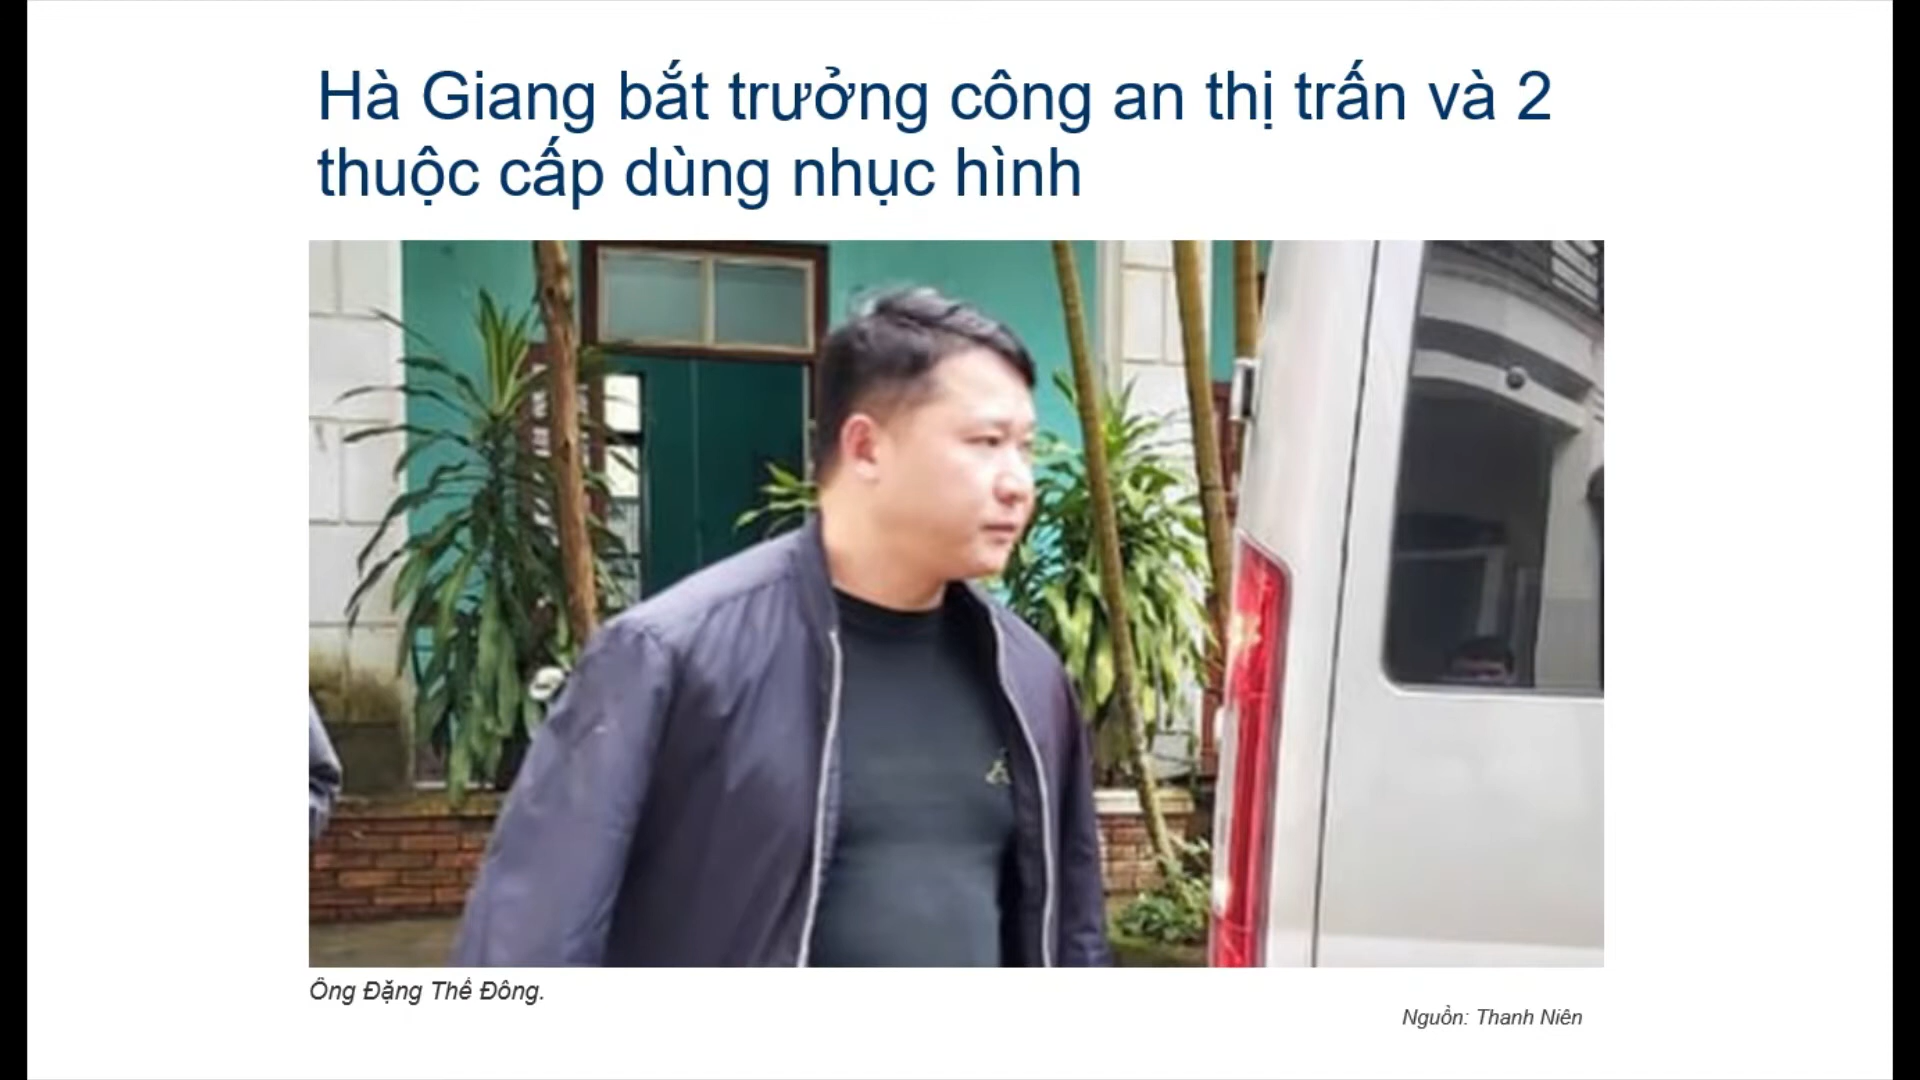 Hà Giang bắt trưởng công an thị trấn và 2
thuộc cấp dùng nhục hình
Ông Đặng Thế Đông.
Nguồn: Thanh Niên